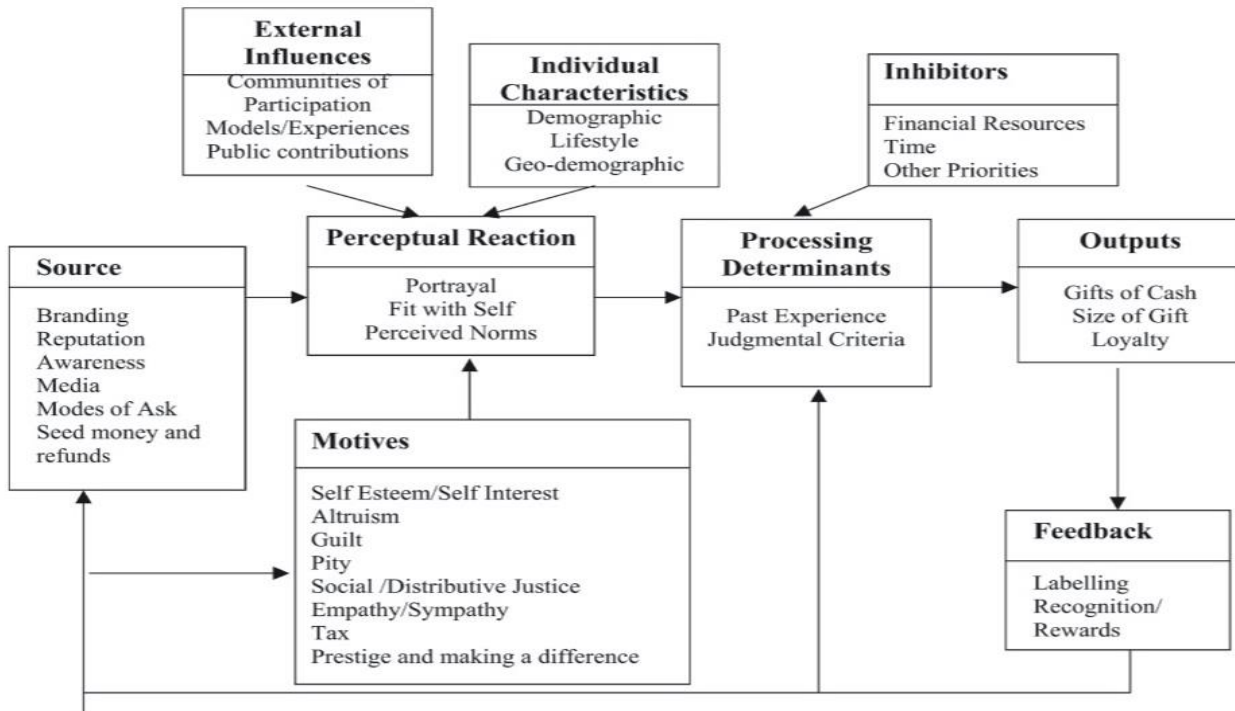 External
Influences
Communities of
Participation
Models/Experiences
Public contributions
Individual
Characteristics
Demographic
Lifestyle
Geo-demographic
Inhibitors
Financial Resources
Time
Other Priorities
Source
Branding
Reputation
Awareness
Media
Modes of Ask
Seed money and
refunds
Perceptual Reaction
Portrayal
Fit with Self
Perceived Norms
Processing
Determinants
Past Experience
Judgmental Criteria
Outputs
Gifts of Cash
Size of Gift
Loyalty
Motives
Self Esteem/Self Interest
Altruism
Guilt
Pity
Social /Distributive Justice
Empathy/Sympathy
Tax
Prestige and making a difference
Feedback
Labelling
Recognition/
Rewards